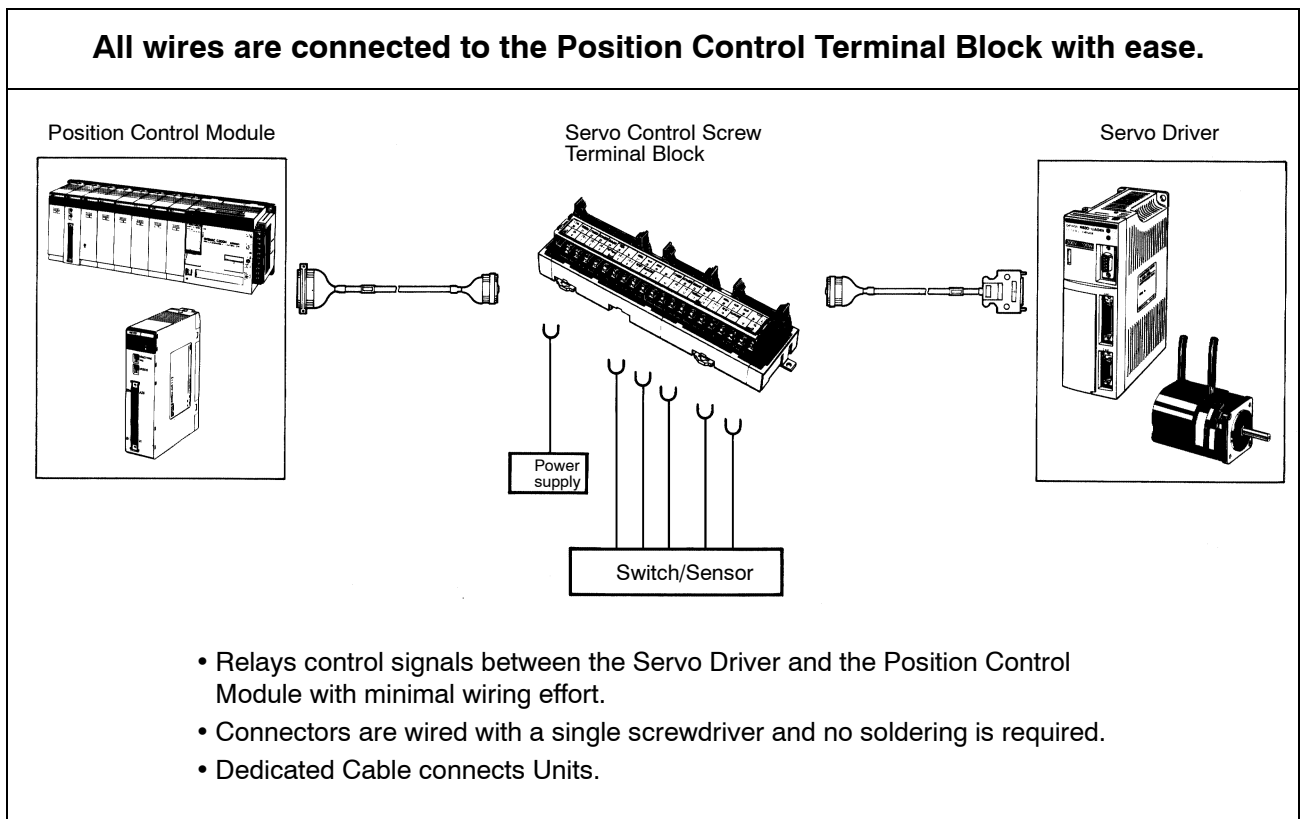 All wires are connected to the Position Control Terminal Block with ease.
Position Control Module
Servo Control Screw
Terminal Block
Servo Driver
Power
supply
Switch/Sensor
• Relays control signals between the Servo Driver and the Position Control
Module with minimal wiring effort.
• Connectors are wired with a single screwdriver and no soldering is required.
• Dedicated Cable connects Units.